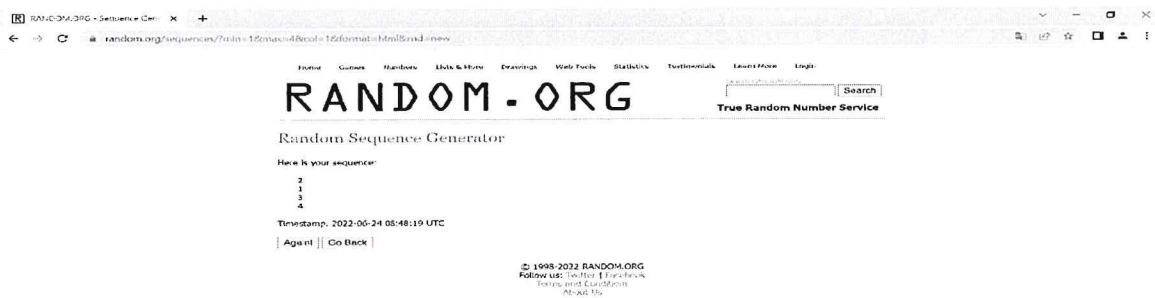 RANDOM.ORG - Sequence Gen
random.org/sequences/?min=1&max=4&col=1&format=html&rnd=new
Home Games Numbers Lists & More Drawings Web Tools Statistics Testimonials Learn More Login
RANDOM.ORG
Search
True Random Number Service
Random Sequence Generator
Here is your sequence:
2
1
3
4
Timestamp: 2022-06-24 08:48:19 UTC
Again! Go Back
© 1998-2022 RANDOM.ORG
Follow us: Twitter | Facebook
Terms and Conditions
About Us